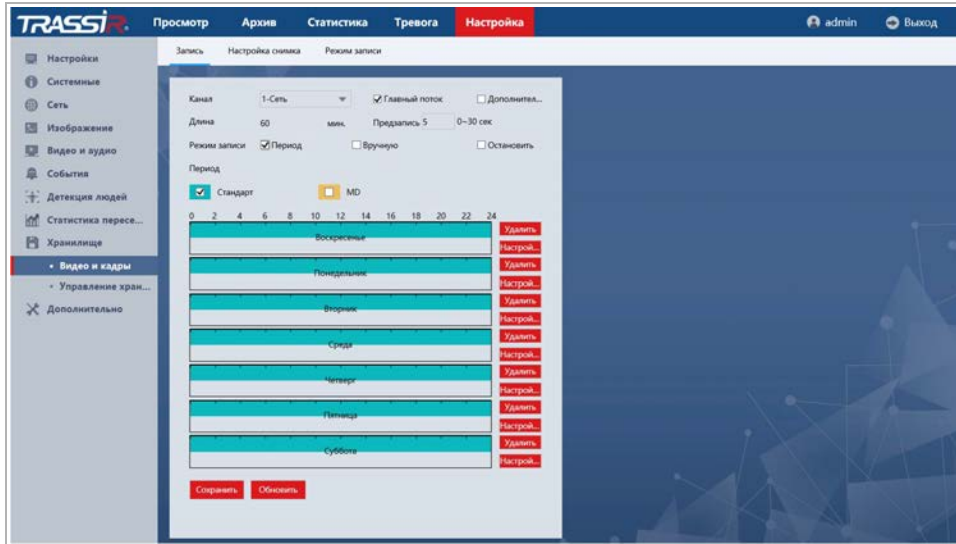 TRASSIR Просмотр Архив Статистика Тревога Настройка admin Выход
Запись Настройка снимка Режим записи
Настройки
Системные
Сеть
Изображение
Видео и аудио
События
Детекция людей
Статистика пересе...
Хранилище
• Видео и кадры
• Управление хран...
Дополнительно
Канал 1-Сеть Главный поток Дополнител...
Длина 60 мин. Предзапись 5 0~30 сек
Режим записи Период Вручную Остановить
Период
Стандарт MD
0 2 4 6 8 10 12 14 16 18 20 22 24
Воскресенье Удалить
Настрой...
Понедельник Удалить
Настрой...
Вторник Удалить
Настрой...
Среда Удалить
Настрой...
Четверг Удалить
Настрой...
Пятница Удалить
Настрой...
Суббота Удалить
Настрой...
Сохранить Обновить